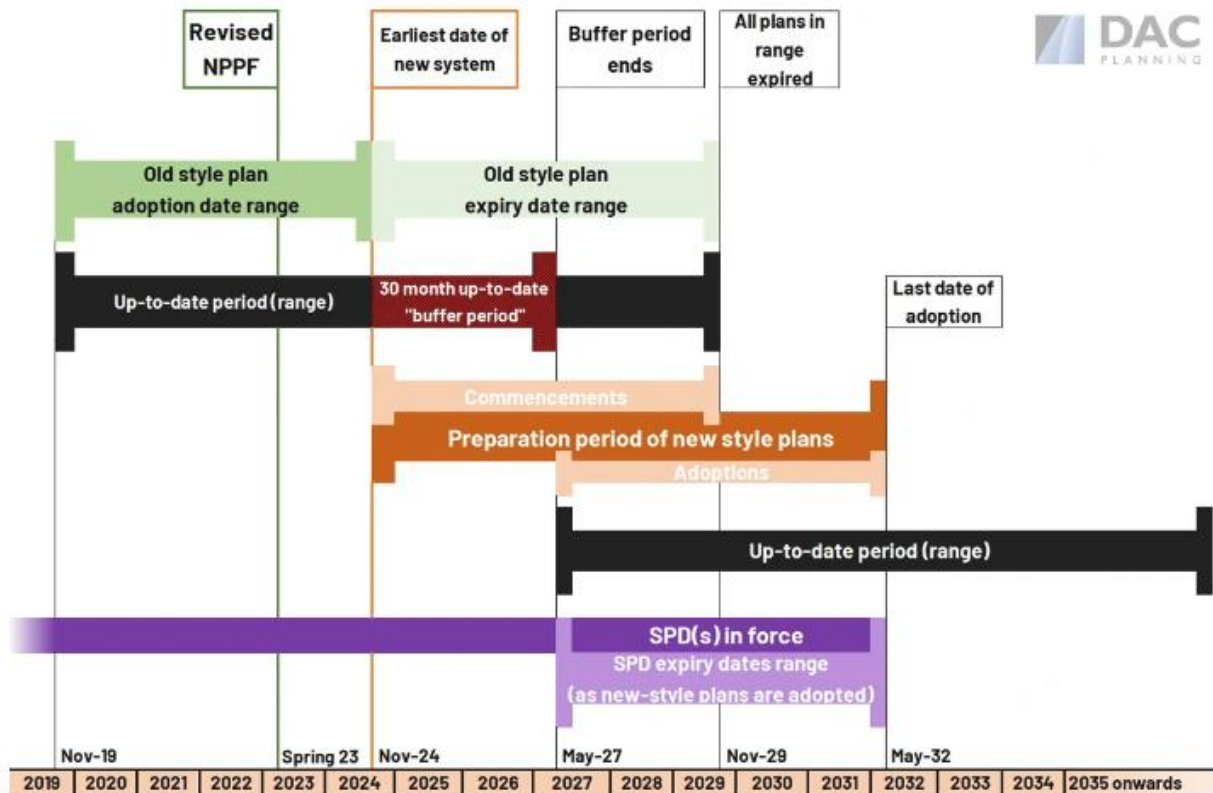 Revised
NPPF
Earliest date of
new system
Buffer period
ends
All plans in
range
expired
DAC
PLANNING
Old style plan
adoption date range
Old style plan
expiry date range
Up-to-date period (range)
30 month up-to-date
"buffer period"
Last date of
adoption
Commencements
Preparation period of new style plans
Adoptions
Up-to-date period (range)
SPD(s) in force
SPD expiry dates range
(as new-style plans are adopted)
Nov-19
Spring 23
Nov-24
May-27
Nov-29
May-32
2019 2020 2021 2022 2023 2024 2025 2026 2027 2028 2029 2030 2031 2032 2033 2034 2035 onwards